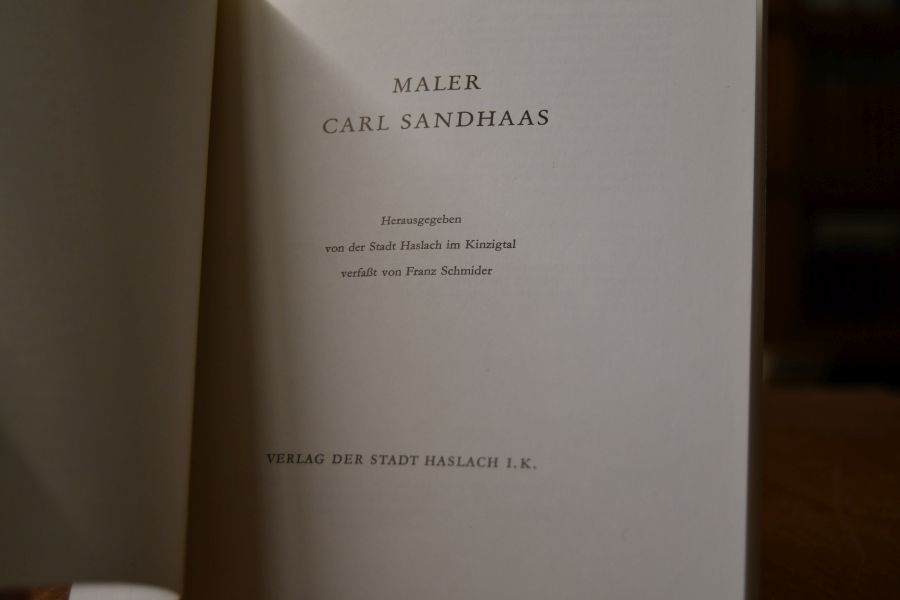 MALER
CARL SANDHAAS
Herausgegeben
von der Stadt Haslach im Kinzigtal
verfaßt von Franz Schmider
VERLAG DER STADT HASLACH I.K.